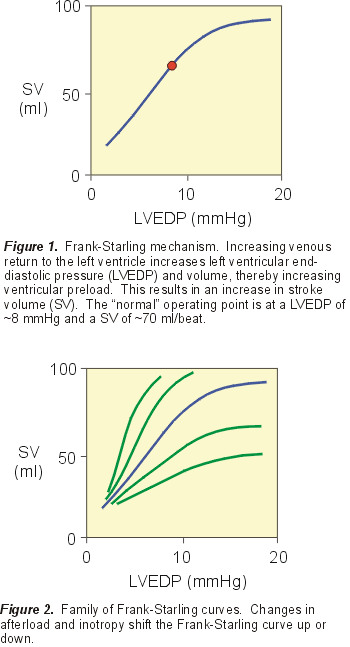 100
SV
(ml)
50
0
0 10 20
LVEDP (mmHg)
Figure 1. Frank-Starling mechanism. Increasing venous
return to the left ventricle increases left ventricular end-
diastolic pressure (LVEDP) and volume, thereby increasing
ventricular preload. This results in an increase in stroke
volume (SV). The “normal” operating point is at a LVEDP of
~8 mmHg and a SV of ~70 ml/beat.
100
SV
(ml)
50
0
0 10 20
LVEDP (mmHg)
Figure 2. Family of Frank-Starling curves. Changes in
afterload and inotropy shift the Frank-Starling curve up or
down.